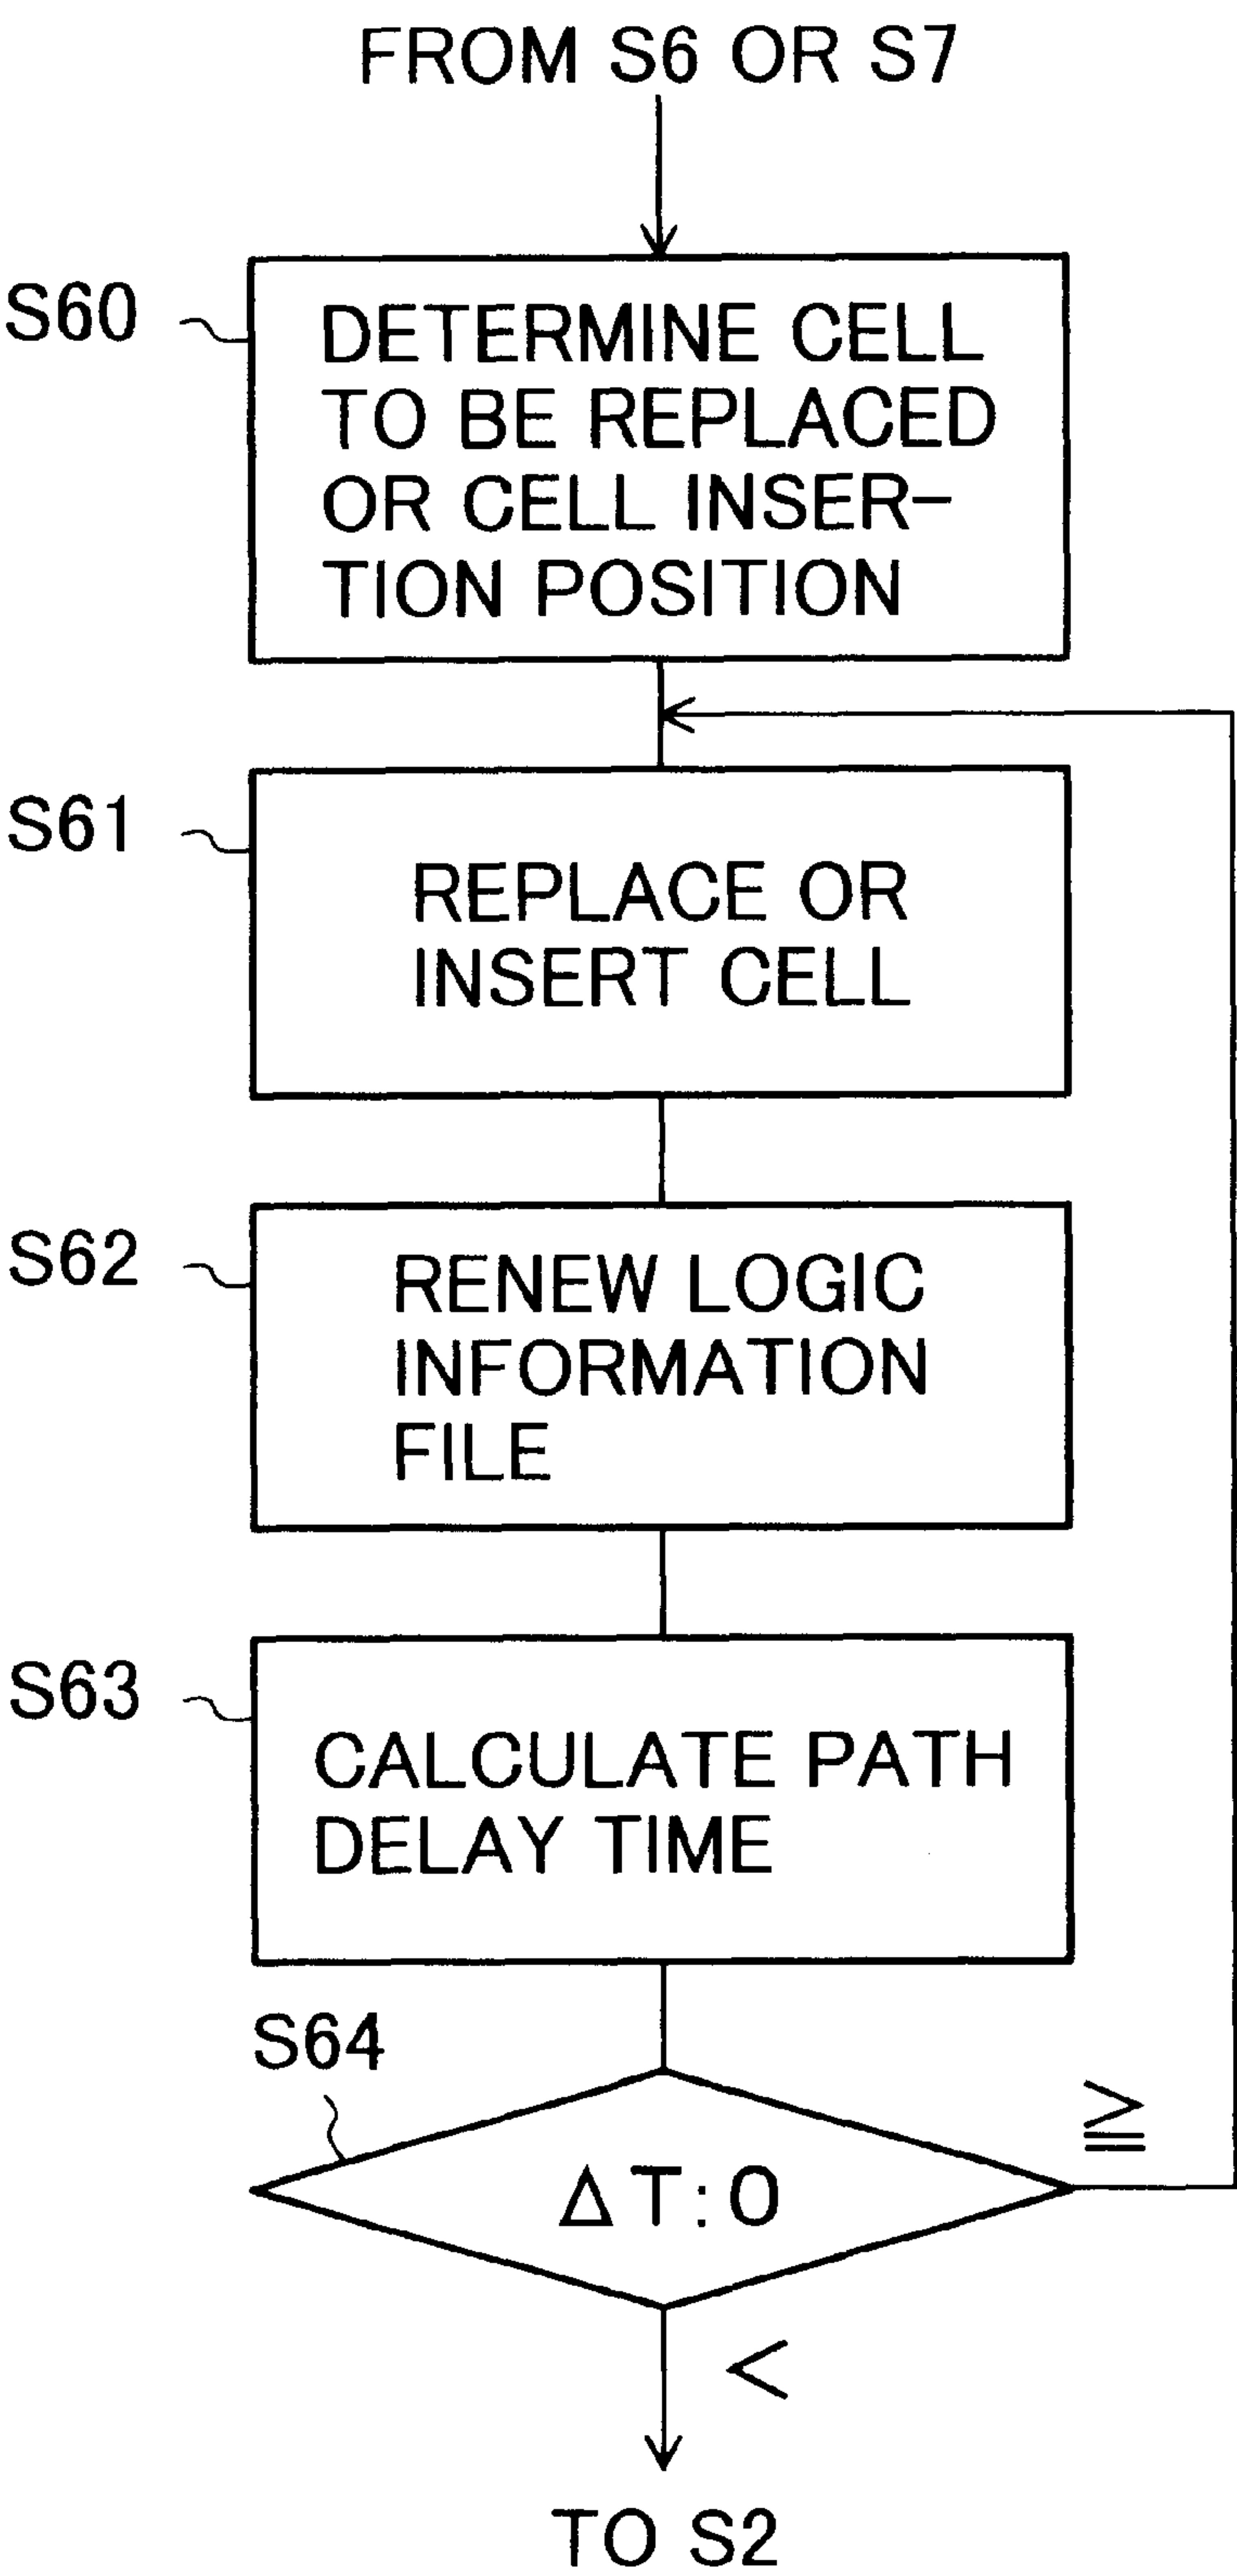 FROM S6 OR S7
S60
DETERMINE CELL
TO BE REPLACED
OR CELL INSER-
TION POSITION
S61
REPLACE OR
INSERT CELL
S62
RENEW LOGIC
INFORMATION
FILE
S63
CALCULATE PATH
DELAY TIME
S64
≧
ΔT:0
<
TO S2